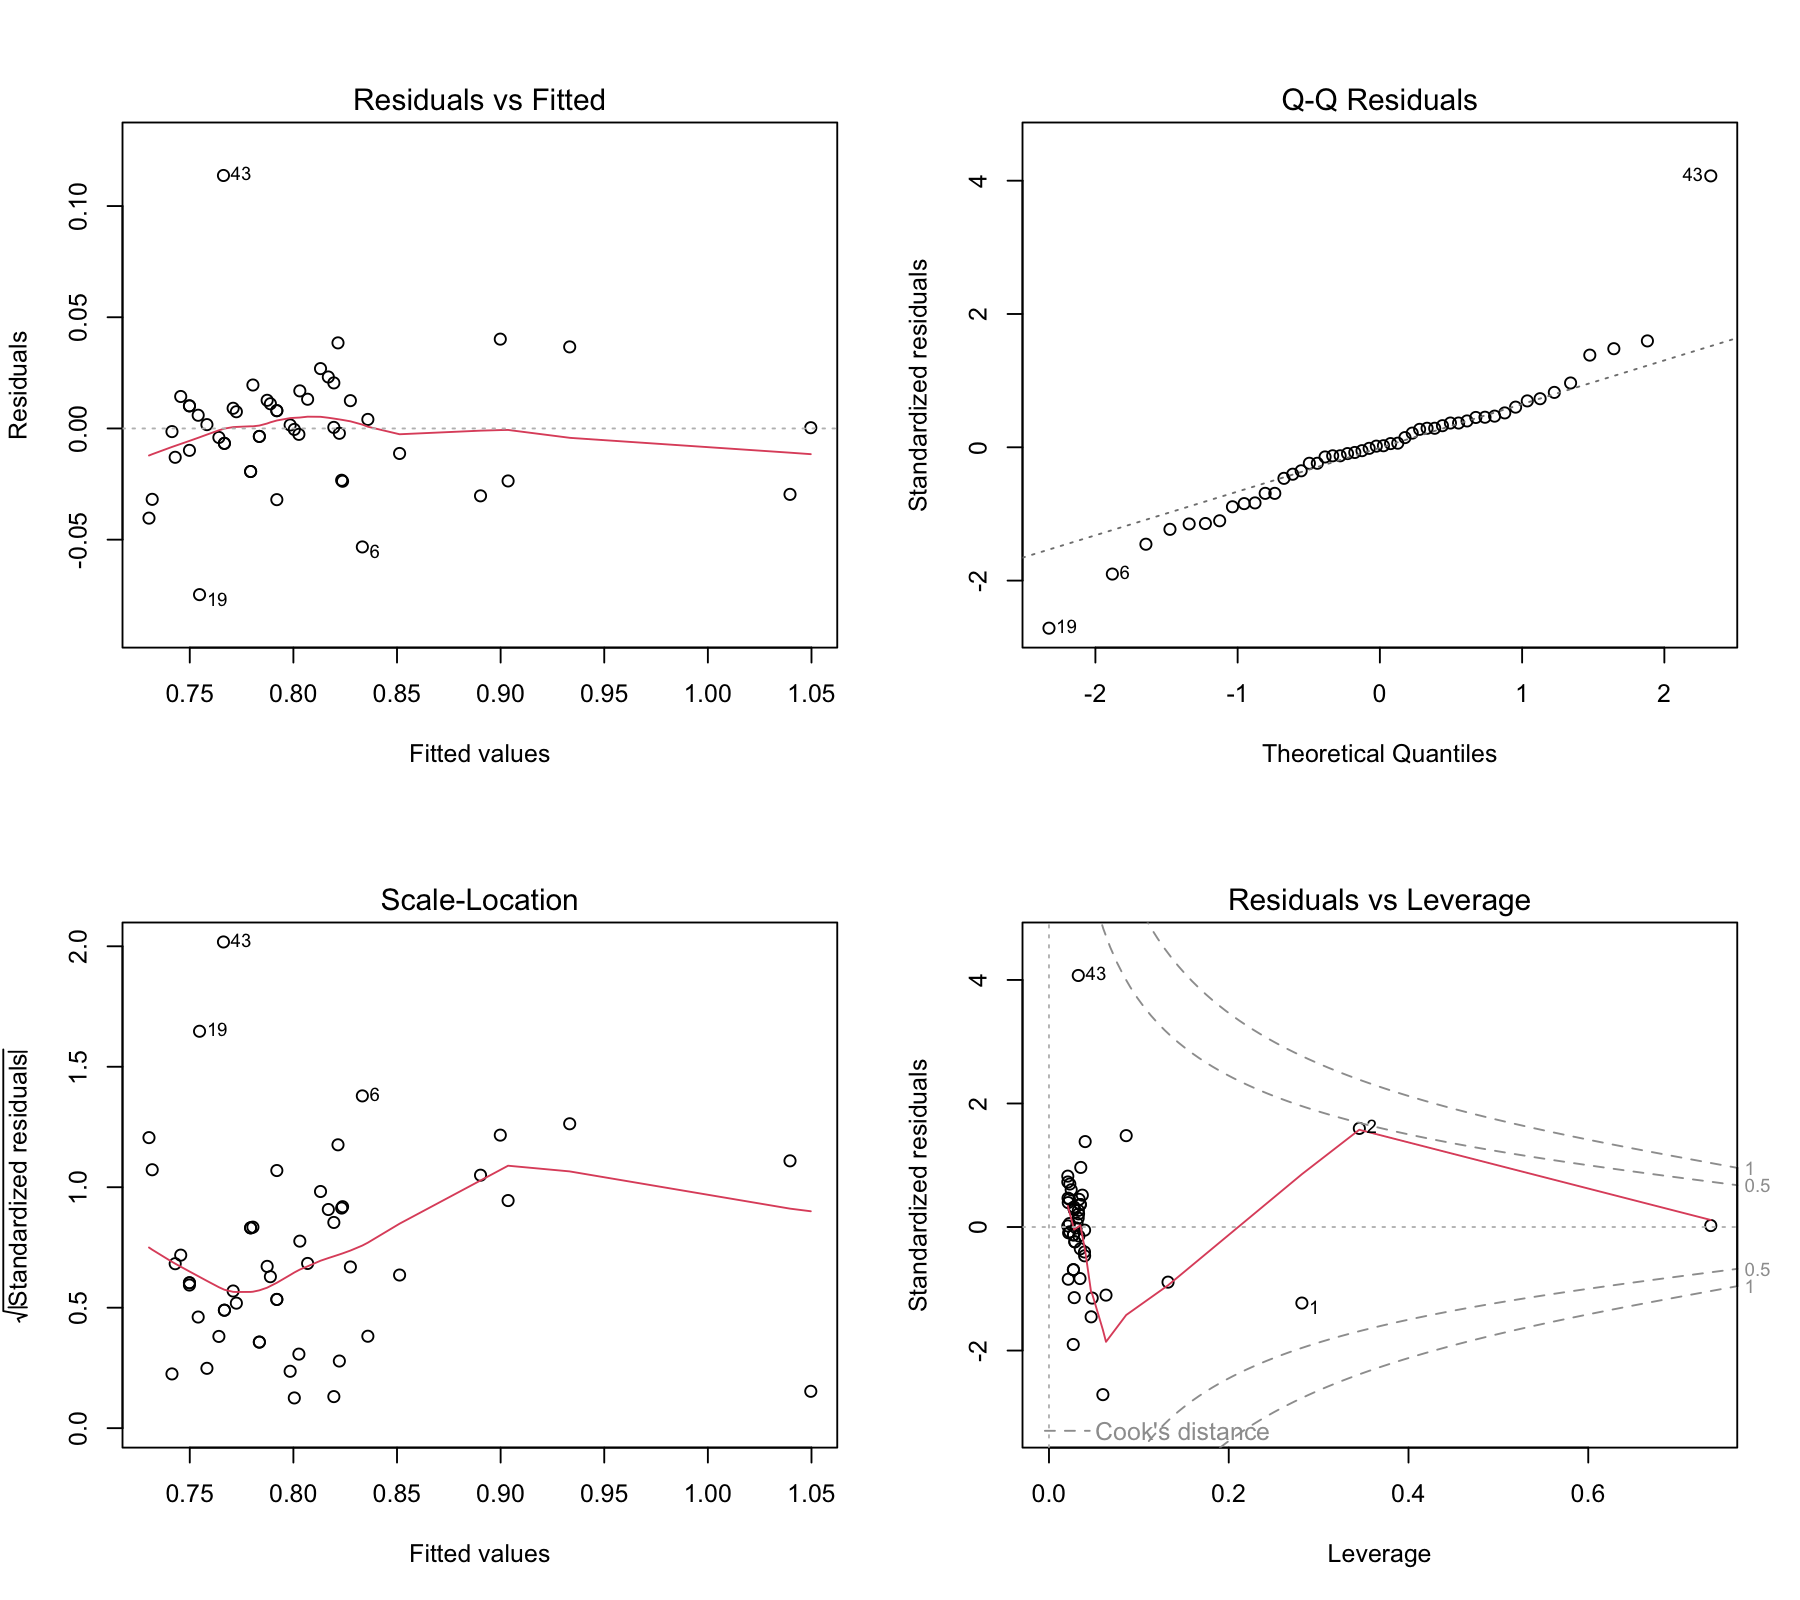 Residuals vs Fitted
Residuals
0.10
0.05
0.00
-0.05
43
6
19
0.75 0.80 0.85 0.90 0.95 1.00 1.05
Fitted values
Q-Q Residuals
Standardized residuals
4
2
0
-2
43
6
19
-2 -1 0 1 2
Theoretical Quantiles
Scale-Location
√|Standardized residuals|
2.0
1.5
1.0
0.5
0.0
43
19
6
0.75 0.80 0.85 0.90 0.95 1.00 1.05
Fitted values
Residuals vs Leverage
Standardized residuals
4
2
0
-2
43
2
1
1
0.5
0.5
1
Cook's distance
0.0 0.2 0.4 0.6
Leverage